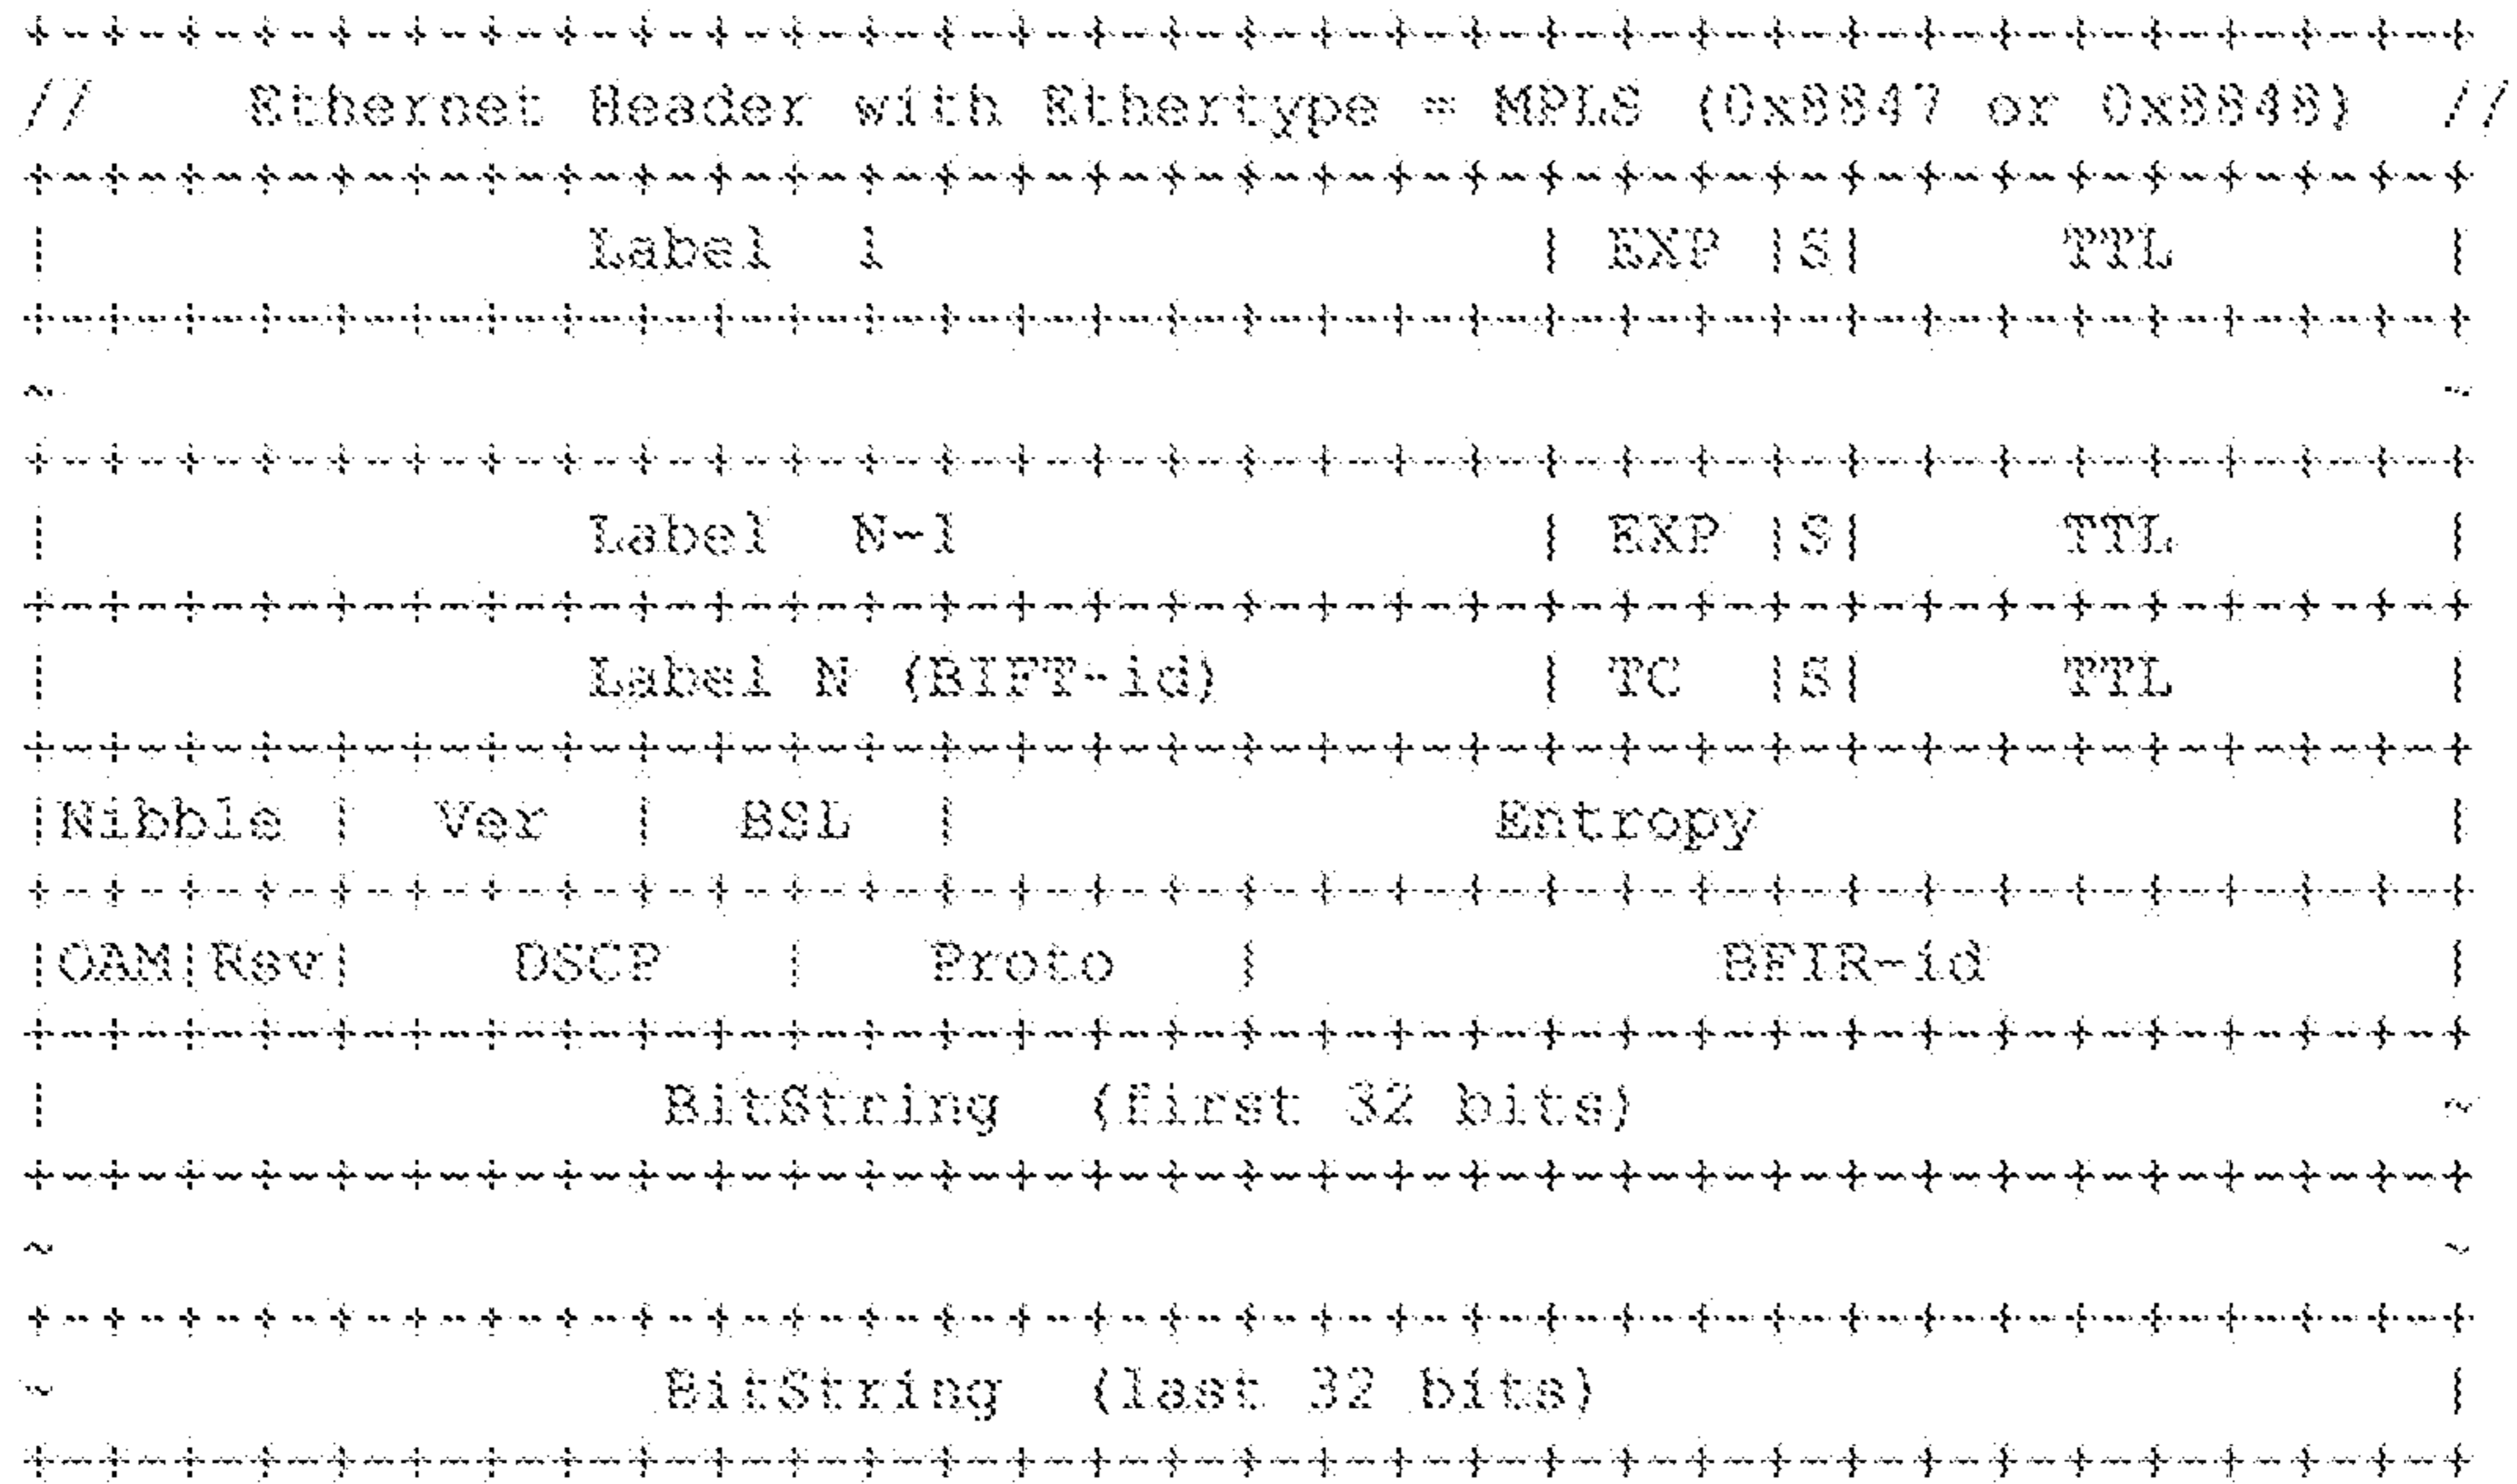 +-+-+-+-+-+-+-+-+-+-+-+-+-+-+-+-+-+-+-+-+-+-+-+-+-+-+-+-+-+-+-+-+
//    Ethernet Header with Ethertype = MPLS (0x8847 or 0x8848)  //
+-+-+-+-+-+-+-+-+-+-+-+-+-+-+-+-+-+-+-+-+-+-+-+-+-+-+-+-+-+-+-+-+
|              Label  1                 | EXP |S|     TTL       |
+-+-+-+-+-+-+-+-+-+-+-+-+-+-+-+-+-+-+-+-+-+-+-+-+-+-+-+-+-+-+-+-+
~                                                               ~
+-+-+-+-+-+-+-+-+-+-+-+-+-+-+-+-+-+-+-+-+-+-+-+-+-+-+-+-+-+-+-+-+
|              Label  N-1               | EXP |S|     TTL       |
+-+-+-+-+-+-+-+-+-+-+-+-+-+-+-+-+-+-+-+-+-+-+-+-+-+-+-+-+-+-+-+-+
|              Label N (BIFT-id)        | TC  |S|     TTL       |
+-+-+-+-+-+-+-+-+-+-+-+-+-+-+-+-+-+-+-+-+-+-+-+-+-+-+-+-+-+-+-+-+
|Nibble |  Ver  |  BSL  |              Entropy                  |
+-+-+-+-+-+-+-+-+-+-+-+-+-+-+-+-+-+-+-+-+-+-+-+-+-+-+-+-+-+-+-+-+
|OAM|Rsv|    DSCP   |   Proto   |            BFIR-id            |
+-+-+-+-+-+-+-+-+-+-+-+-+-+-+-+-+-+-+-+-+-+-+-+-+-+-+-+-+-+-+-+-+
|                BitString  (first 32 bits)                     ~
+-+-+-+-+-+-+-+-+-+-+-+-+-+-+-+-+-+-+-+-+-+-+-+-+-+-+-+-+-+-+-+-+
~                                                               ~
+-+-+-+-+-+-+-+-+-+-+-+-+-+-+-+-+-+-+-+-+-+-+-+-+-+-+-+-+-+-+-+-+
~                BitString  (last 32 bits)                      |
+-+-+-+-+-+-+-+-+-+-+-+-+-+-+-+-+-+-+-+-+-+-+-+-+-+-+-+-+-+-+-+-+